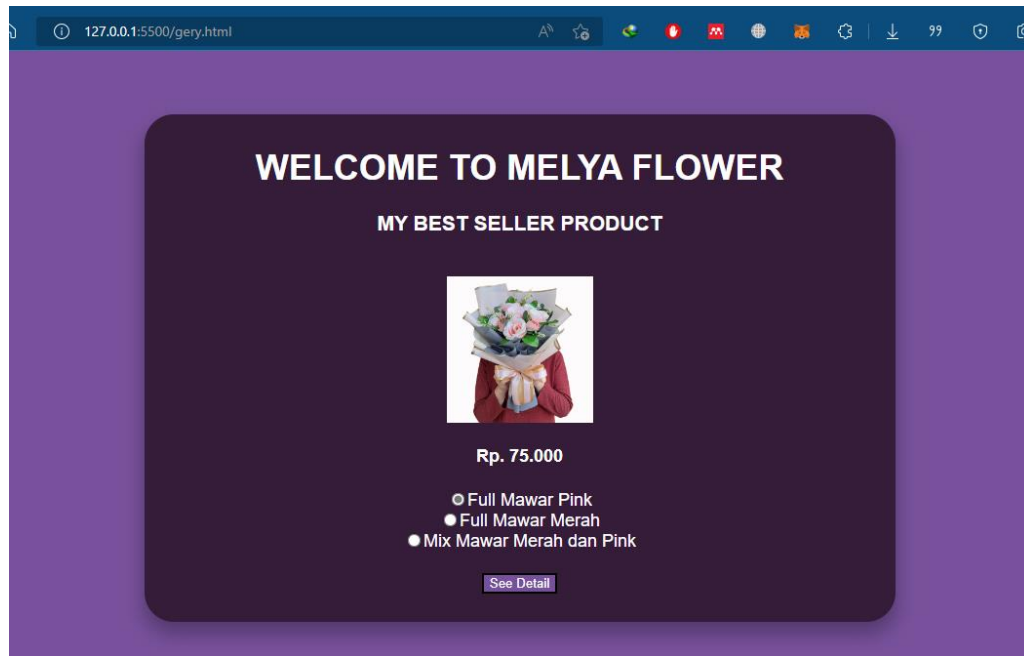 127.0.0.1:5500/gery.html
WELCOME TO MELYA FLOWER
MY BEST SELLER PRODUCT
Rp. 75.000
Full Mawar Pink
Full Mawar Merah
Mix Mawar Merah dan Pink
See Detail